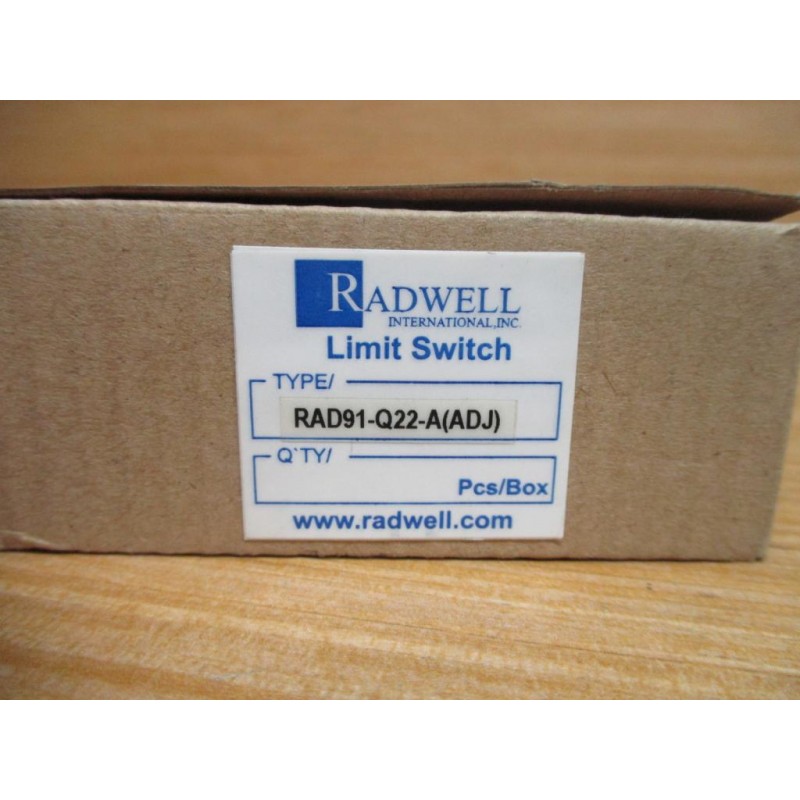 RADWELL
INTERNATIONAL,INC.
Limit Switch
TYPE/
RAD91-Q22-A(ADJ)
Q`TY/
Pcs/Box
www.radwell.com